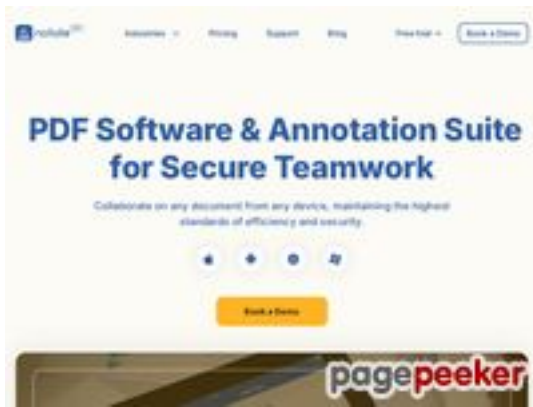 Industries Pricing Support Blog Free trial Book a Demo
PDF Software & Annotation Suite
for Secure Teamwork
Collaborate on any document from any device, maintaining the highest
standards of efficiency and security.
Book a Demo
pagepeeker